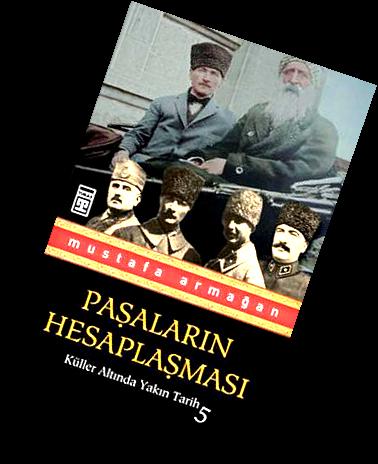 mustafa armağan
PAŞALARIN
HESAPLAŞMASI
Küller Altında Yakın Tarih
5